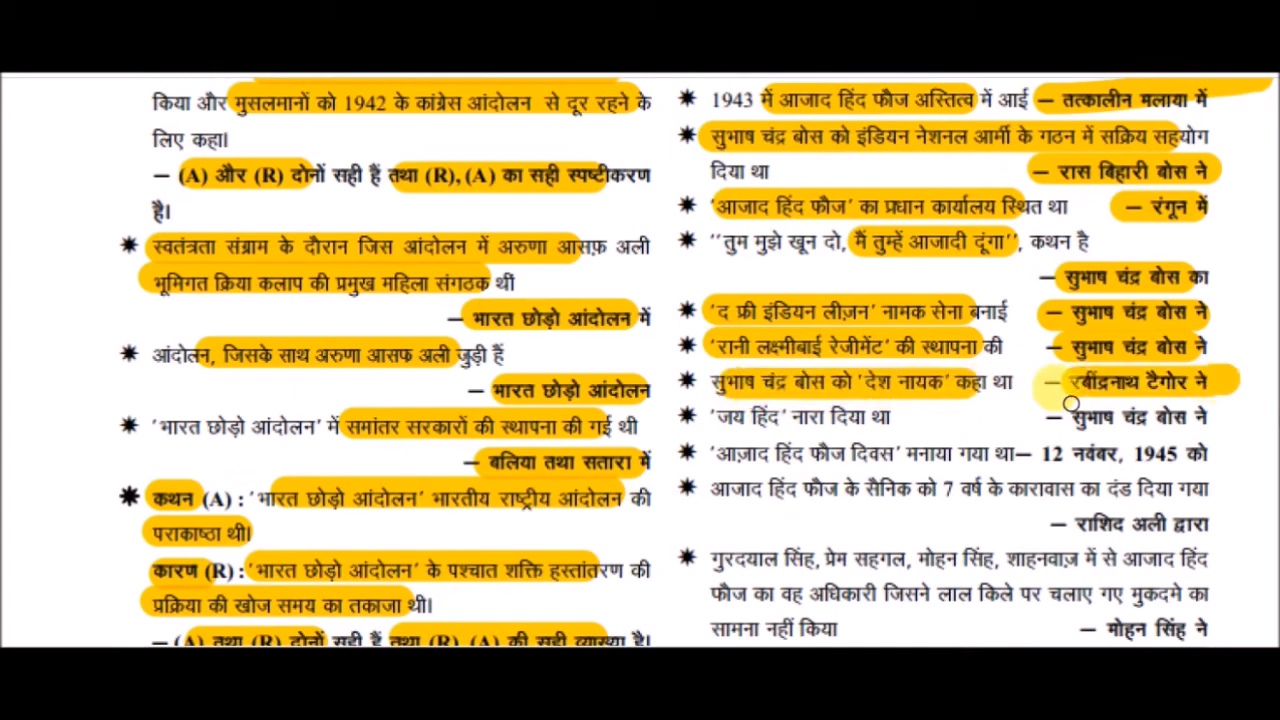 किया और मुसलमानों को 1942 के कांग्रेस आंदोलन से दूर रहने के
लिए कहा।
– (A) और (R) दोनों सही हैं तथा (R), (A) का सही स्पष्टीकरण
है।
✷ स्वतंत्रता संग्राम के दौरान जिस आंदोलन में अरुणा आसफ़ अली
भूमिगत क्रिया कलाप की प्रमुख महिला संगठक थीं
– भारत छोड़ो आंदोलन में
✷ आंदोलन, जिसके साथ अरुणा आसफ अली जुड़ी हैं
– भारत छोड़ो आंदोलन
✷ 'भारत छोड़ो आंदोलन' में समांतर सरकारों की स्थापना की गई थी
– बलिया तथा सतारा में
✷ कथन (A) : 'भारत छोड़ो आंदोलन' भारतीय राष्ट्रीय आंदोलन की
पराकाष्ठा थी।
कारण (R) : 'भारत छोड़ो आंदोलन' के पश्चात शक्ति हस्तांतरण की
प्रक्रिया की खोज समय का तकाजा थी।
– (A) तथा (R) दोनों सही हैं तथा (R), (A) की सही व्याख्या है।
✷ 1943 में आजाद हिंद फौज अस्तित्व में आई – तत्कालीन मलाया में
✷ सुभाष चंद्र बोस को इंडियन नेशनल आर्मी के गठन में सक्रिय सहयोग
दिया था – रास बिहारी बोस ने
✷ 'आजाद हिंद फौज' का प्रधान कार्यालय स्थित था – रंगून में
✷ ''तुम मुझे खून दो, मैं तुम्हें आजादी दूंगा'', कथन है
– सुभाष चंद्र बोस का
✷ 'द फ्री इंडियन लीज़न' नामक सेना बनाई – सुभाष चंद्र बोस ने
✷ 'रानी लक्ष्मीबाई रेजीमेंट' की स्थापना की – सुभाष चंद्र बोस ने
✷ सुभाष चंद्र बोस को 'देश नायक' कहा था – रबींद्रनाथ टैगोर ने
✷ 'जय हिंद' नारा दिया था – सुभाष चंद्र बोस ने
✷ 'आज़ाद हिंद फौज दिवस' मनाया गया था– 12 नवंबर, 1945 को
✷ आजाद हिंद फौज के सैनिक को 7 वर्ष के कारावास का दंड दिया गया
– राशिद अली द्वारा
✷ गुरदयाल सिंह, प्रेम सहगल, मोहन सिंह, शाहनवाज़ में से आजाद हिंद
फौज का वह अधिकारी जिसने लाल किले पर चलाए गए मुकदमे का
सामना नहीं किया – मोहन सिंह ने